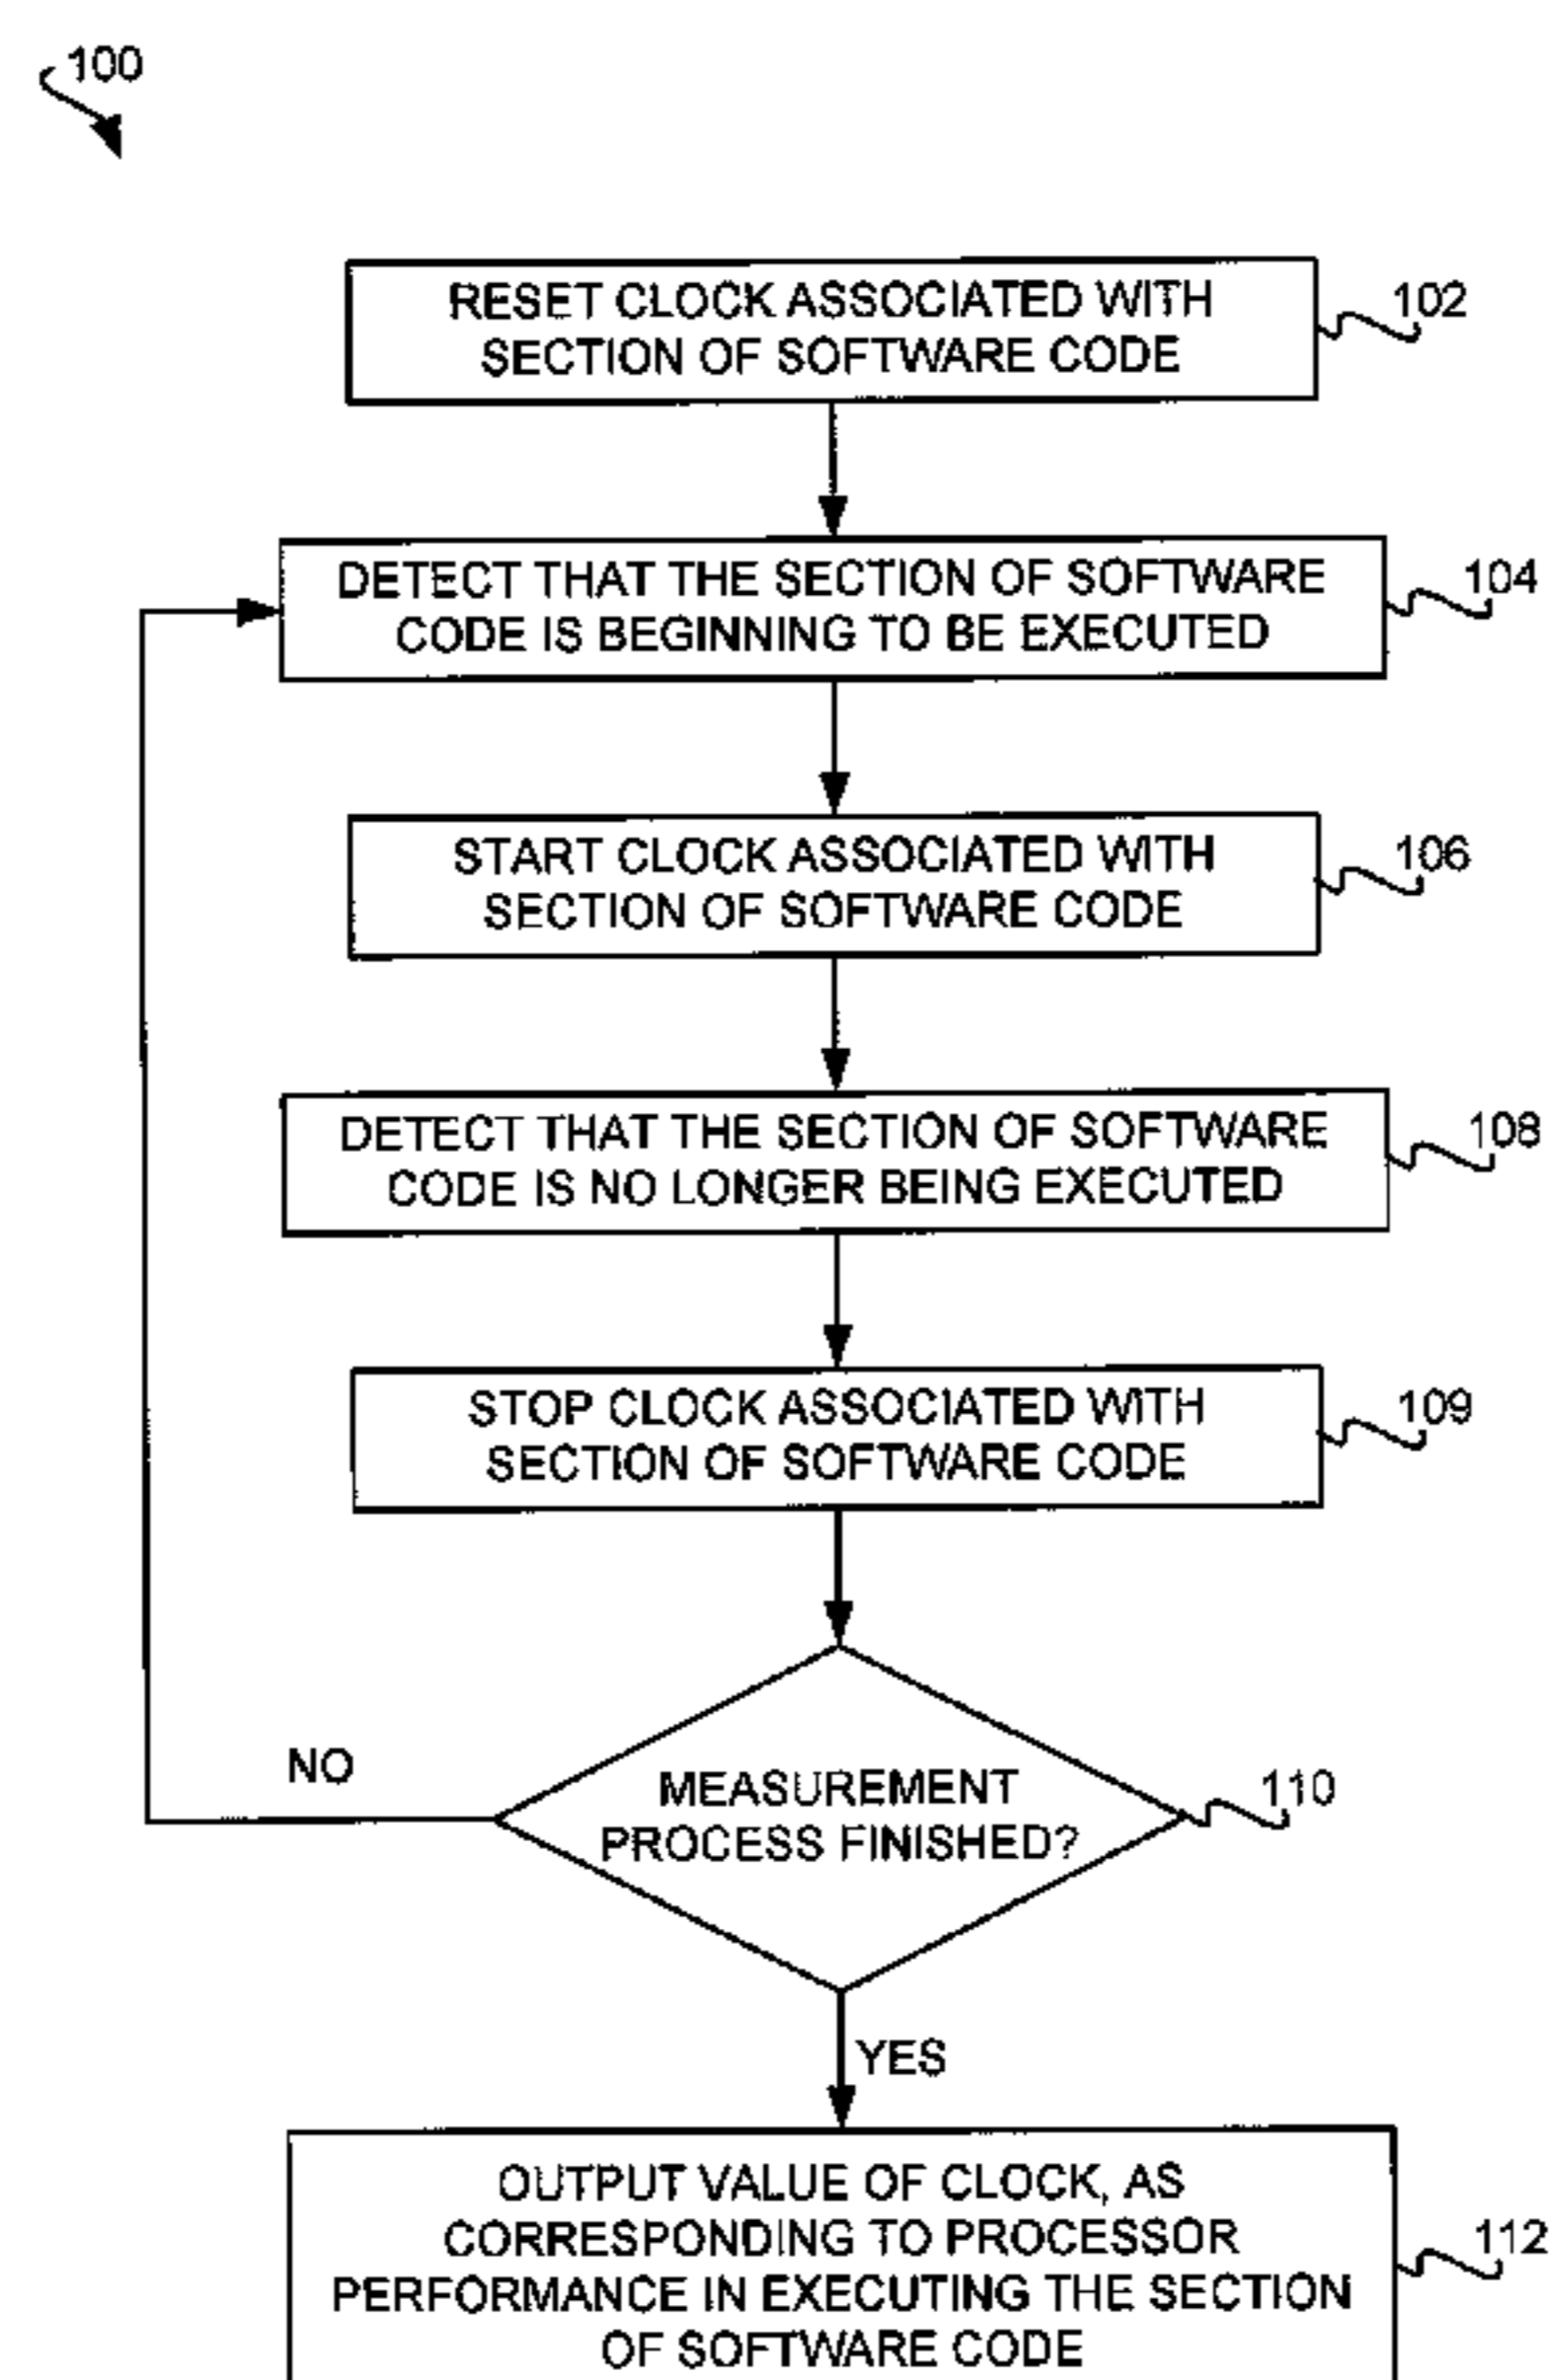 100
RESET CLOCK ASSOCIATED WITH
SECTION OF SOFTWARE CODE
102
DETECT THAT THE SECTION OF SOFTWARE
CODE IS BEGINNING TO BE EXECUTED
104
START CLOCK ASSOCIATED WITH
SECTION OF SOFTWARE CODE
106
DETECT THAT THE SECTION OF SOFTWARE
CODE IS NO LONGER BEING EXECUTED
108
STOP CLOCK ASSOCIATED WITH
SECTION OF SOFTWARE CODE
109
NO
MEASUREMENT
PROCESS FINISHED?
110
YES
OUTPUT VALUE OF CLOCK, AS
CORRESPONDING TO PROCESSOR
PERFORMANCE IN EXECUTING THE SECTION
OF SOFTWARE CODE
112